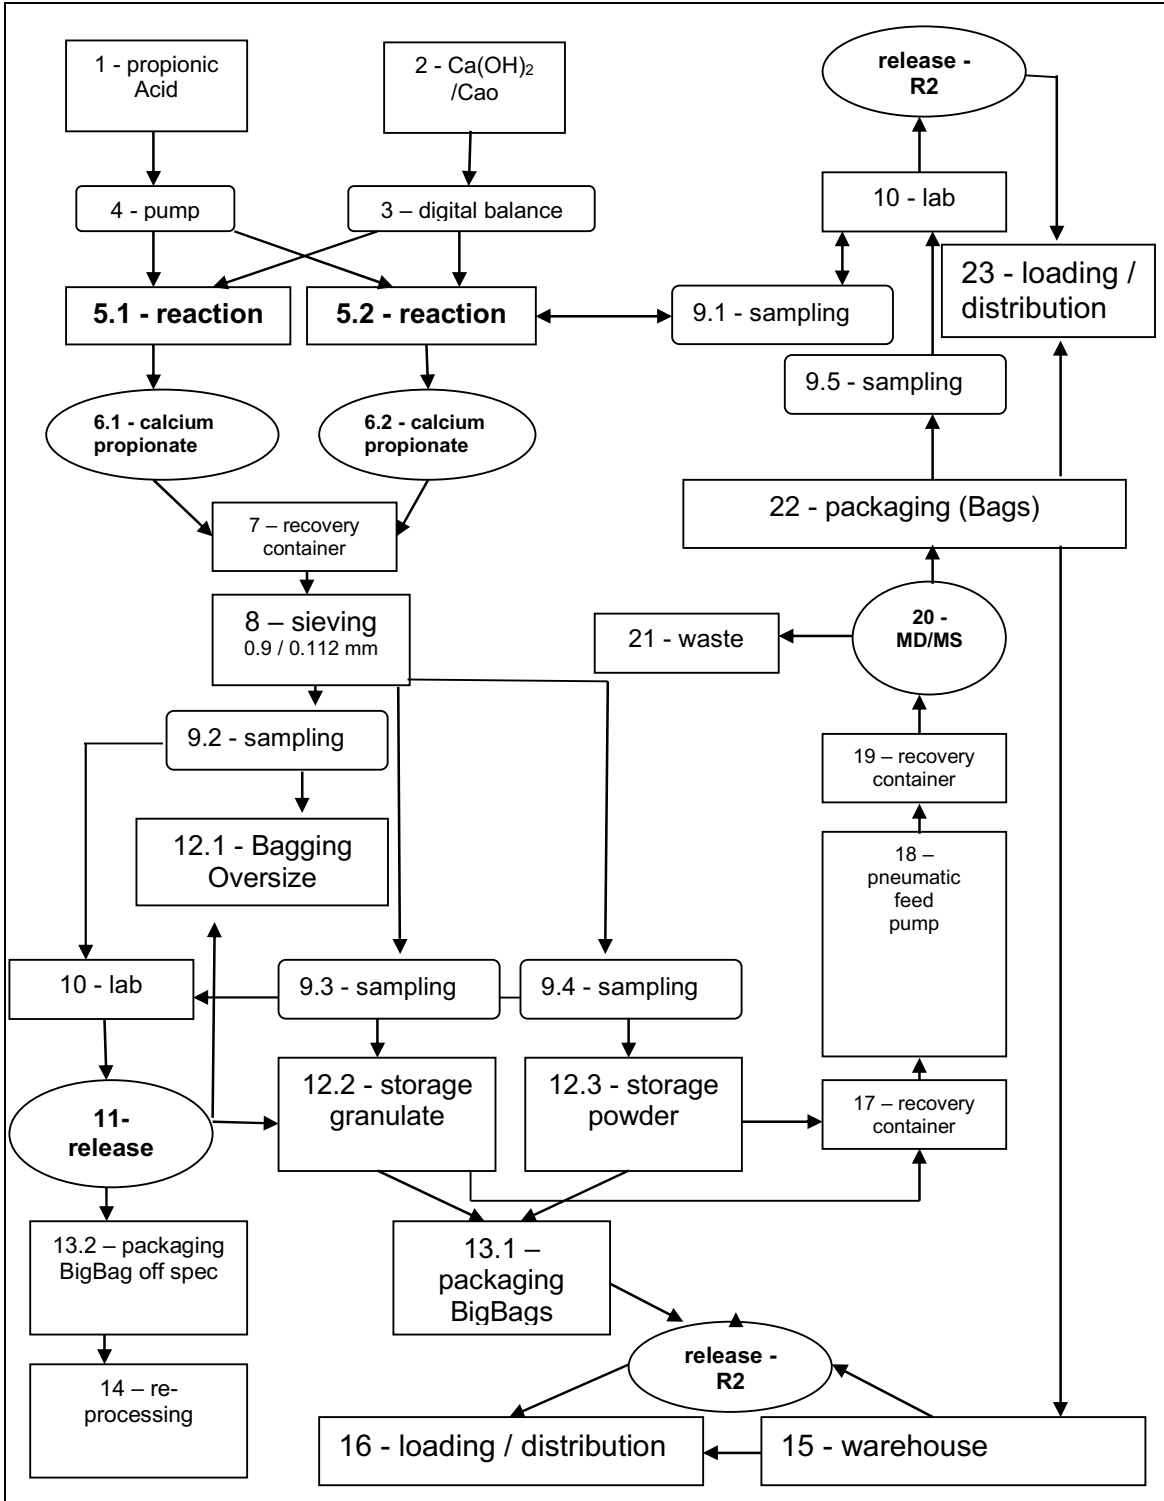 1 - propionic
Acid
2 - Ca(OH)₂
/Cao
release -
R2
4 - pump
3 – digital balance
10 - lab
5.1 - reaction
5.2 - reaction
9.1 - sampling
23 - loading /
distribution
9.5 - sampling
6.1 - calcium
propionate
6.2 - calcium
propionate
7 – recovery
container
22 - packaging (Bags)
8 – sieving
0.9 / 0.112 mm
21 - waste
20 -
MD/MS
9.2 - sampling
19 – recovery
container
12.1 - Bagging
Oversize
18 –
pneumatic
feed
pump
10 - lab
9.3 - sampling
9.4 - sampling
11-
release
12.2 - storage
granulate
12.3 - storage
powder
17 – recovery
container
13.2 – packaging
BigBag off spec
13.1 –
packaging
BigBags
release -
R2
14 – re-
processing
16 - loading / distribution
15 - warehouse